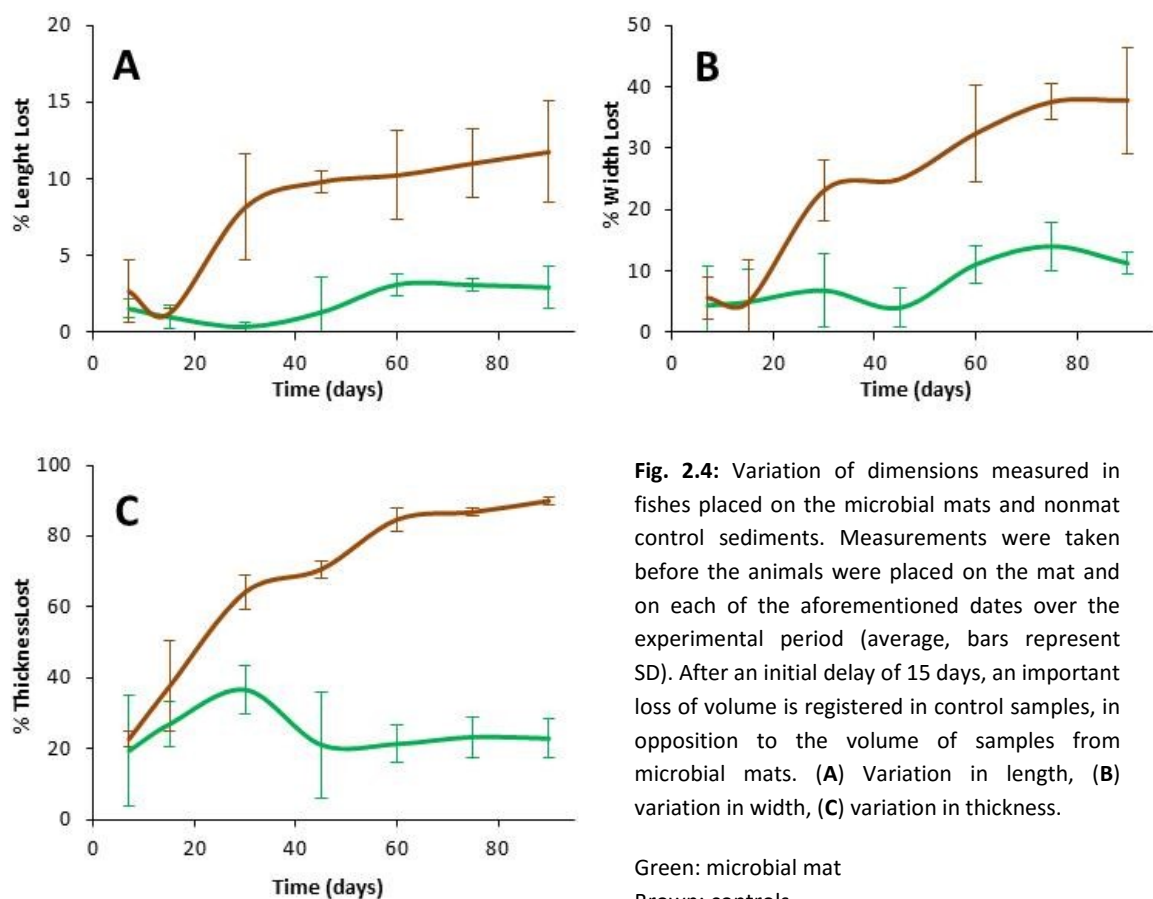 A
% Lenght Lost
20
15
10
5
0
0 20 40 60 80
Time (days)
B
% Width Lost
50
40
30
20
10
0
0 20 40 60 80
Time (days)
C
% ThicknessLost
100
80
60
40
20
0
0 20 40 60 80
Time (days)
Fig. 2.4: Variation of dimensions measured in
fishes placed on the microbial mats and nonmat
control sediments. Measurements were taken
before the animals were placed on the mat and
on each of the aforementioned dates over the
experimental period (average, bars represent
SD). After an initial delay of 15 days, an important
loss of volume is registered in control samples, in
opposition to the volume of samples from
microbial mats. (A) Variation in length, (B)
variation in width, (C) variation in thickness.
Green: microbial mat
Brown: controls